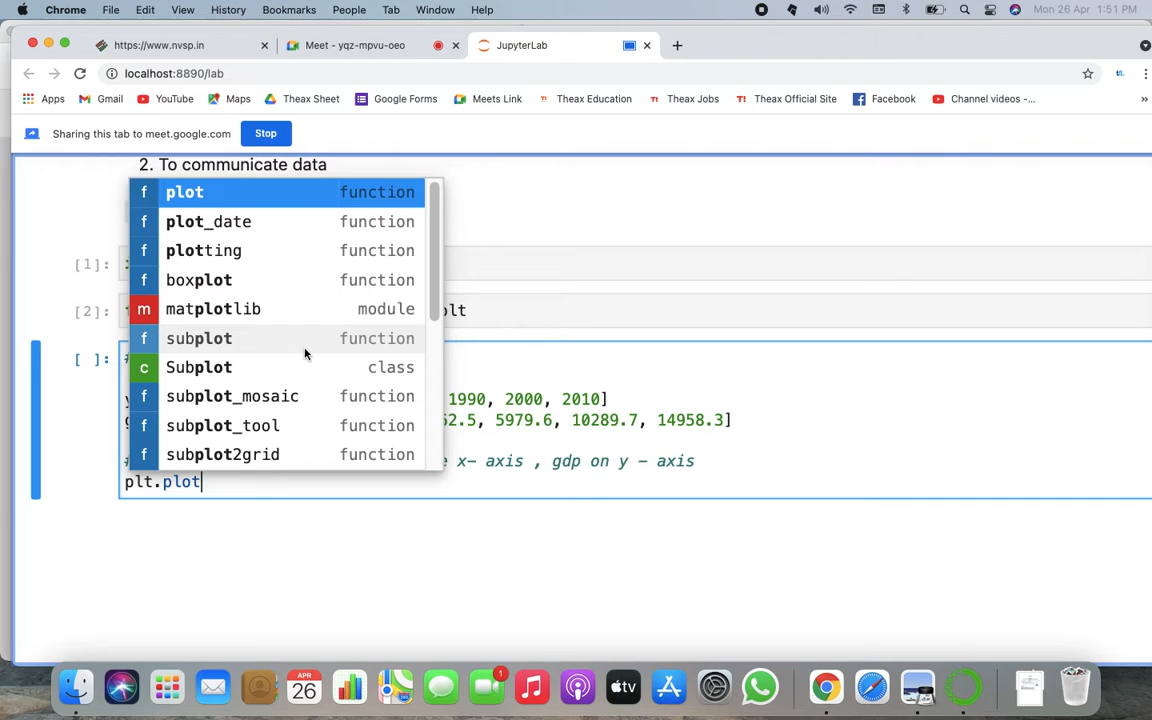 Chrome File Edit View History Bookmarks People Tab Window Help Mon 26 Apr 1:51 PM
https://www.nvsp.in Meet - yqz-mpvu-oeo JupyterLab
localhost:8890/lab
Apps Gmail YouTube Maps Theax Sheet Google Forms Meets Link Theax Education Theax Jobs Theax Official Site Facebook Channel videos -... »
Sharing this tab to meet.google.com Stop
2. To communicate data
f plot function
f plot_date function
f plotting function
[1]:
f boxplot function
m matplotlib module
[2]: plt
f subplot function
[ ]: #
c Subplot class
f subplot_mosaic function
1990, 2000, 2010]
f subplot_tool function
2.5, 5979.6, 10289.7, 14958.3]
f subplot2grid function
x- axis , gdp on y - axis
plt.plot
APR
26
1
tv